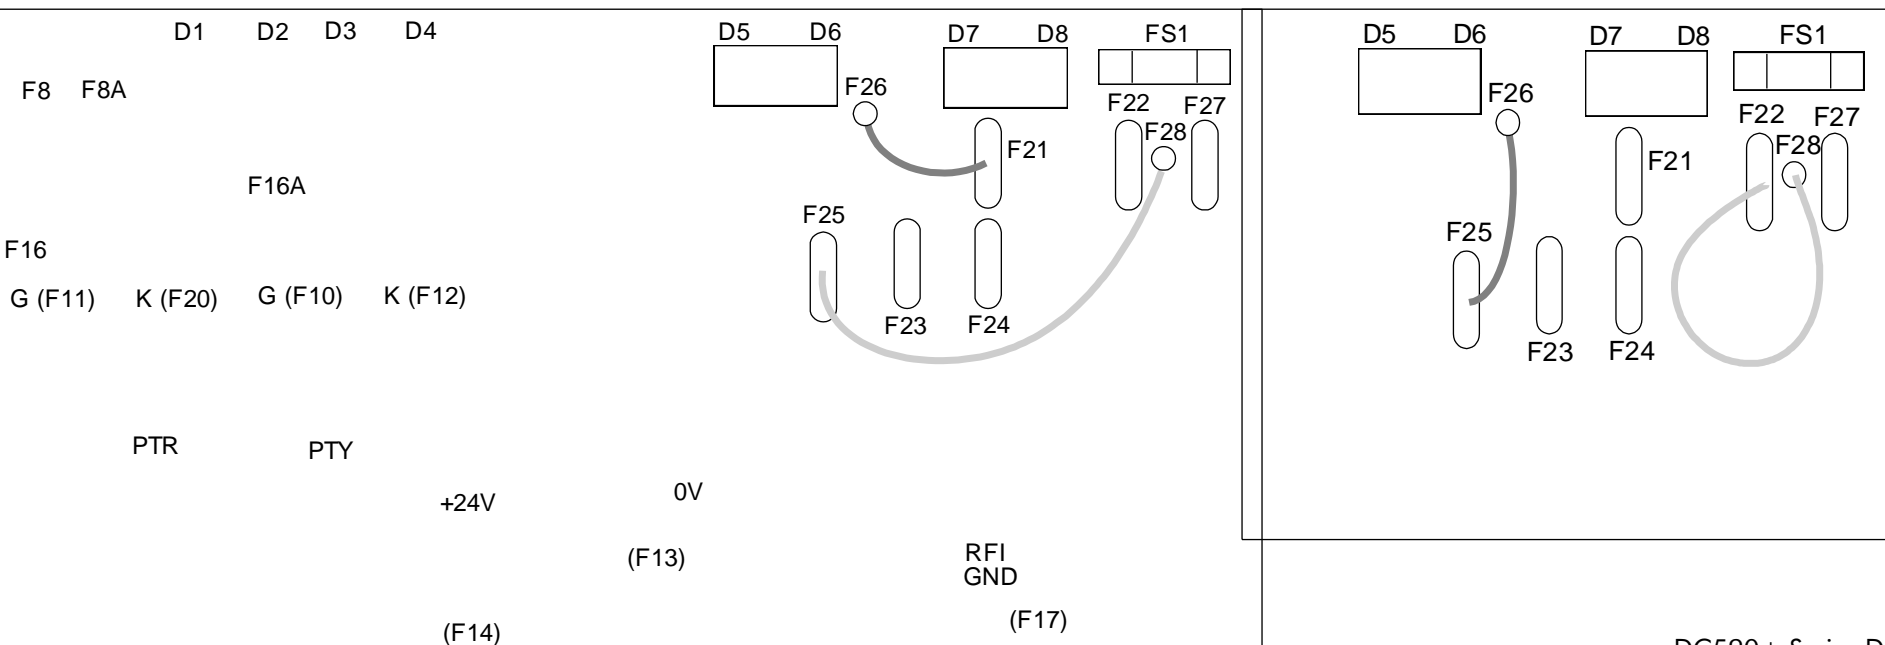 D1 D2 D3 D4
F8 F8A
F16A
F16
G (F11) K (F20) G (F10) K (F12)
PTR PTY
+24V 0V
(F13)
(F14)
RFI
GND
(F17)
D5 D6 D7 D8 FS1
F26 F22 F27
F28
F21
F25
F23 F24
D5 D6 D7 D8 FS1
F26 F22 F27
F28
F21
F25
F23 F24